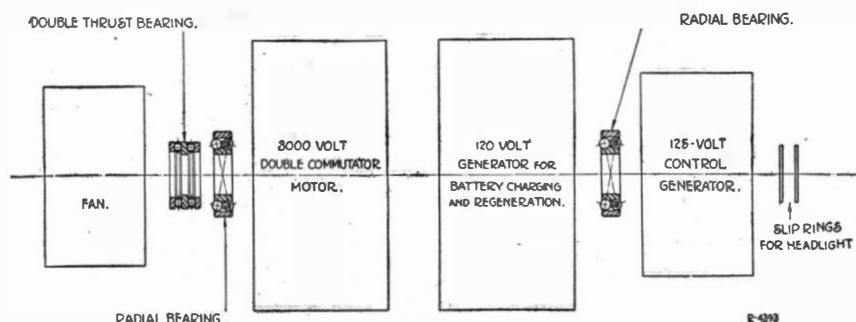 DOUBLE THRUST BEARING.
RADIAL BEARING.
FAN.
3000 VOLT
DOUBLE COMMUTATOR
MOTOR.
120 VOLT
GENERATOR FOR
BATTERY CHARGING
AND REGENERATION.
125-VOLT
CONTROL
GENERATOR.
SLIP RINGS
FOR HEADLIGHT
RADIAL BEARING
R-4393